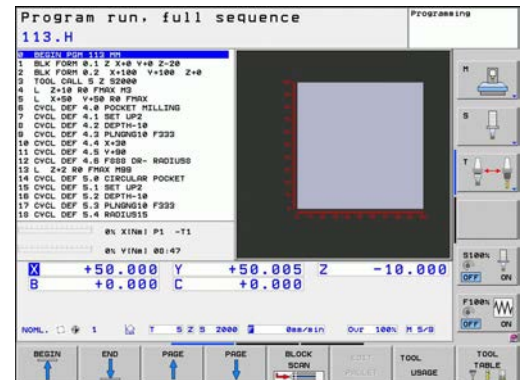 Program run, full sequence
Programming
113.H
0 BEGIN PGM 113 MM
1 BLK FORM 0.1 Z X+0 Y+0 Z-20
2 BLK FORM 0.2 X+100 Y+100 Z+0
3 TOOL CALL 5 Z S2000
4 L Z+10 R0 FMAX M3
5 L X+50 Y+50 R0 FMAX
6 CYCL DEF 4.0 POCKET MILLING
7 CYCL DEF 4.1 SET UP2
8 CYCL DEF 4.2 DEPTH-10
9 CYCL DEF 4.3 PLNGNG10 F333
10 CYCL DEF 4.4 X+30
11 CYCL DEF 4.5 Y+90
12 CYCL DEF 4.6 F888 DR- RADIUS8
13 L Z+2 R0 FMAX M99
14 CYCL DEF 5.0 CIRCULAR POCKET
15 CYCL DEF 5.1 SET UP2
16 CYCL DEF 5.2 DEPTH-10
17 CYCL DEF 5.3 PLNGNG10 F333
18 CYCL DEF 5.4 RADIUS15
0% X[Nm] P1 -T1
0% Y[Nm] 08:47
X +50.000 Y +50.005 Z -10.000
B +0.000 C +0.000
NOML. 1 T 5 Z S 2000 F 0mm/min Ovr 100% M 5/9
M
S
T
S100%
OFF ON
F100%
OFF ON
BEGIN
END
PAGE
PAGE
BLOCK SCAN
EDIT PALLET
TOOL USAGE
TOOL TABLE